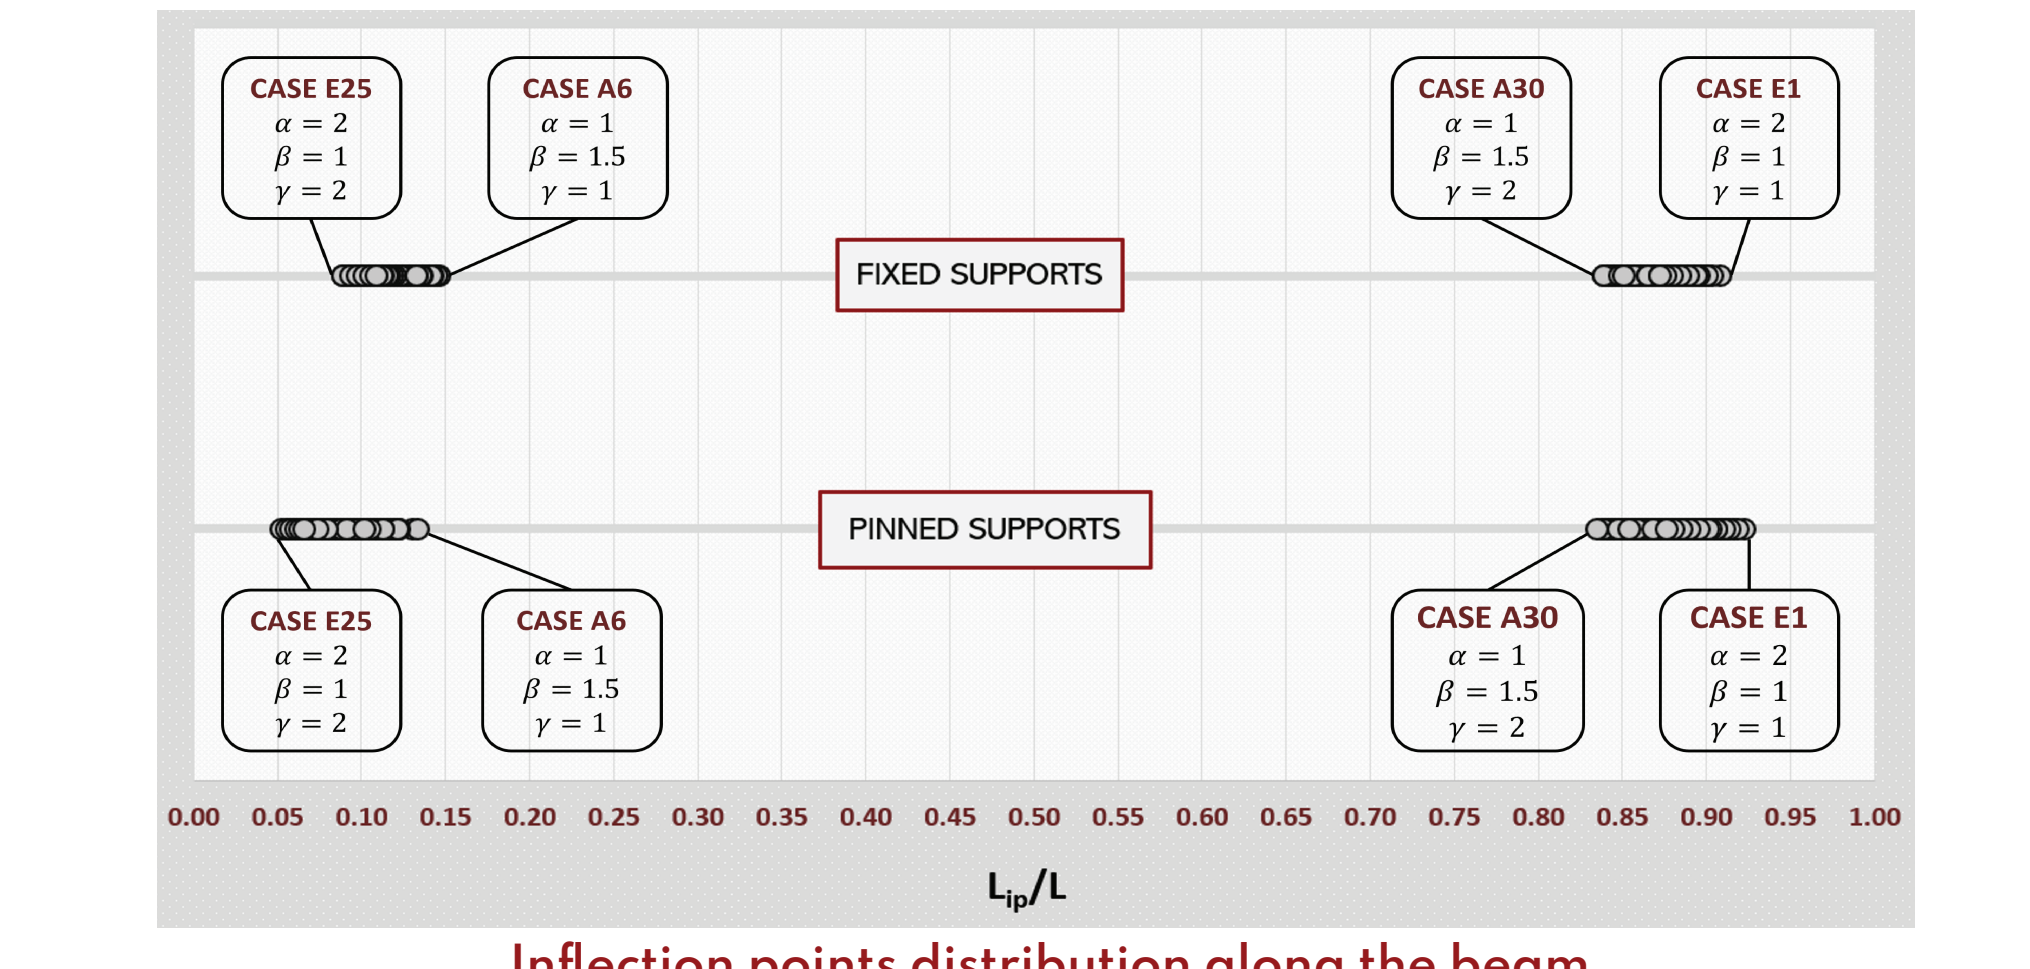 CASE E25
α = 2
β = 1
γ = 2
CASE A6
α = 1
β = 1.5
γ = 1
CASE A30
α = 1
β = 1.5
γ = 2
CASE E1
α = 2
β = 1
γ = 1
FIXED SUPPORTS
PINNED SUPPORTS
CASE E25
α = 2
β = 1
γ = 2
CASE A6
α = 1
β = 1.5
γ = 1
CASE A30
α = 1
β = 1.5
γ = 2
CASE E1
α = 2
β = 1
γ = 1
0.00 0.05 0.10 0.15 0.20 0.25 0.30 0.35 0.40 0.45 0.50 0.55 0.60 0.65 0.70 0.75 0.80 0.85 0.90 0.95 1.00
Lip/L
Inflection points distribution along the beam